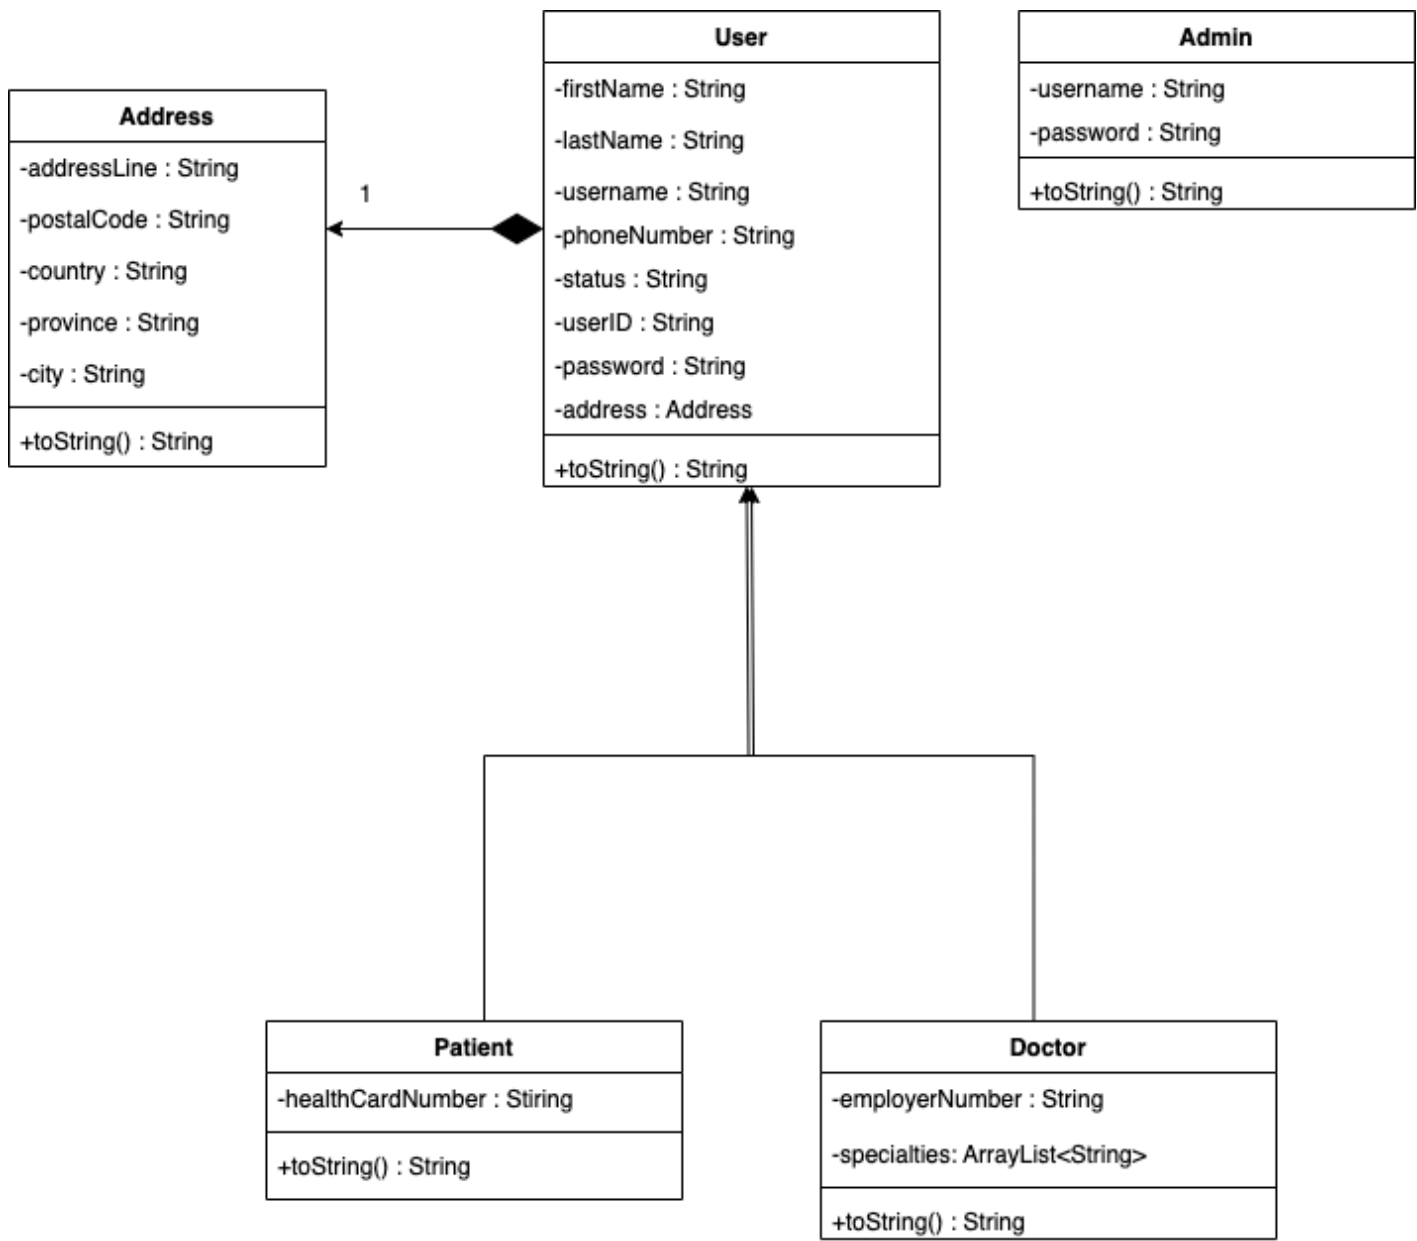 User
-firstName : String
-lastName : String
-username : String
-phoneNumber : String
-status : String
-userID : String
-password : String
-address : Address
+toString() : String
Admin
-username : String
-password : String
+toString() : String
Address
-addressLine : String
-postalCode : String
-country : String
-province : String
-city : String
+toString() : String
1
Patient
-healthCardNumber : Stiring
+toString() : String
Doctor
-employerNumber : String
-specialties: ArrayList<String>
+toString() : String